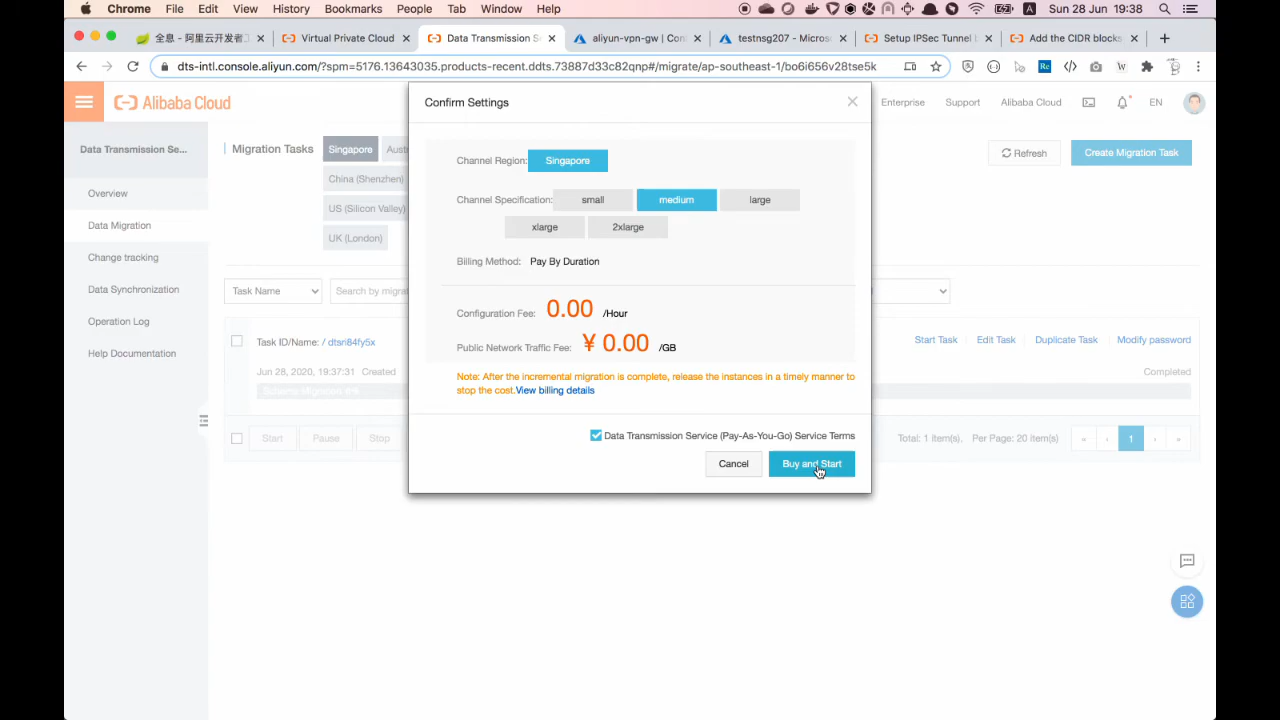 Chrome File Edit View History Bookmarks People Tab Window Help Sun 28 Jun 19:38
全息 - 阿里云开发者 Virtual Private Cloud Data Transmission S aliyun-vpn-gw | Con testnsg207 - Micros Setup IPSec Tunnel b Add the CIDR blocks
dts-intl.console.aliyun.com/?spm=5176.13643035.products-recent.ddts.73887d33c82qnp#/migrate/ap-southeast-1/bo6i656v28tse5k
Alibaba Cloud Enterprise Support Alibaba Cloud EN
Confirm Settings
Data Transmission Se...
Overview
Data Migration
Change tracking
Data Synchronization
Operation Log
Help Documentation
Migration Tasks Singapore Austr Refresh Create Migration Task
China (Shenzhen)
US (Silicon Valley)
UK (London)
Task Name Search by migrat
Task ID/Name: / dtsri84fy5x Start Task Edit Task Duplicate Task Modify password
Jun 28, 2020, 19:37:31 Created Completed
Schema Migration 0%
Start Pause Stop Total: 1 item(s), Per Page: 20 item(s) « ‹ 1 › »
Channel Region: Singapore
Channel Specification: small medium large
xlarge 2xlarge
Billing Method: Pay By Duration
Configuration Fee: 0.00 /Hour
Public Network Traffic Fee: ¥ 0.00 /GB
Note: After the incremental migration is complete, release the instances in a timely manner to
stop the cost.View billing details
Data Transmission Service (Pay-As-You-Go) Service Terms
Cancel Buy and Start